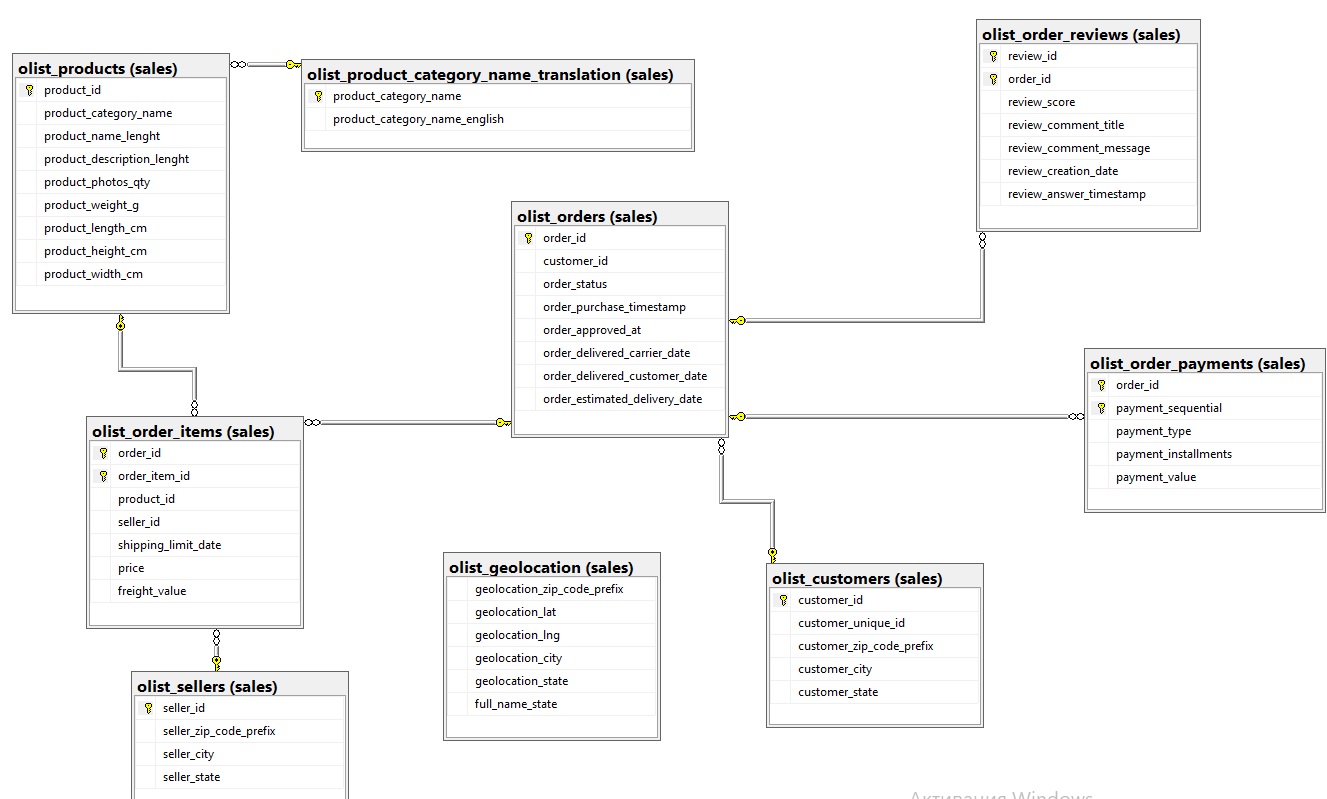 olist_products (sales)
product_id
product_category_name
product_name_lenght
product_description_lenght
product_photos_qty
product_weight_g
product_length_cm
product_height_cm
product_width_cm
olist_product_category_name_translation (sales)
product_category_name
product_category_name_english
olist_order_reviews (sales)
review_id
order_id
review_score
review_comment_title
review_comment_message
review_creation_date
review_answer_timestamp
olist_orders (sales)
order_id
customer_id
order_status
order_purchase_timestamp
order_approved_at
order_delivered_carrier_date
order_delivered_customer_date
order_estimated_delivery_date
olist_order_payments (sales)
order_id
payment_sequential
payment_type
payment_installments
payment_value
olist_order_items (sales)
order_id
order_item_id
product_id
seller_id
shipping_limit_date
price
freight_value
olist_geolocation (sales)
geolocation_zip_code_prefix
geolocation_lat
geolocation_lng
geolocation_city
geolocation_state
full_name_state
olist_customers (sales)
customer_id
customer_unique_id
customer_zip_code_prefix
customer_city
customer_state
olist_sellers (sales)
seller_id
seller_zip_code_prefix
seller_city
seller_state
Активация Windows